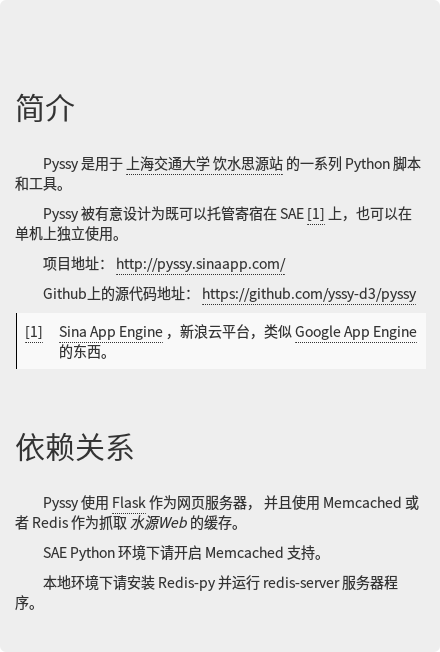 简介
Pyssy 是用于 上海交通大学 饮水思源站 的一系列 Python 脚本
和工具。
Pyssy 被有意设计为既可以托管寄宿在 SAE [1] 上，也可以在
单机上独立使用。
项目地址： http://pyssy.sinaapp.com/
Github上的源代码地址： https://github.com/yssy-d3/pyssy
[1] Sina App Engine ，新浪云平台，类似 Google App Engine
的东西。
依赖关系
Pyssy 使用 Flask 作为网页服务器， 并且使用 Memcached 或
者 Redis 作为抓取 水源Web 的缓存。
SAE Python 环境下请开启 Memcached 支持。
本地环境下请安装 Redis-py 并运行 redis-server 服务器程
序。